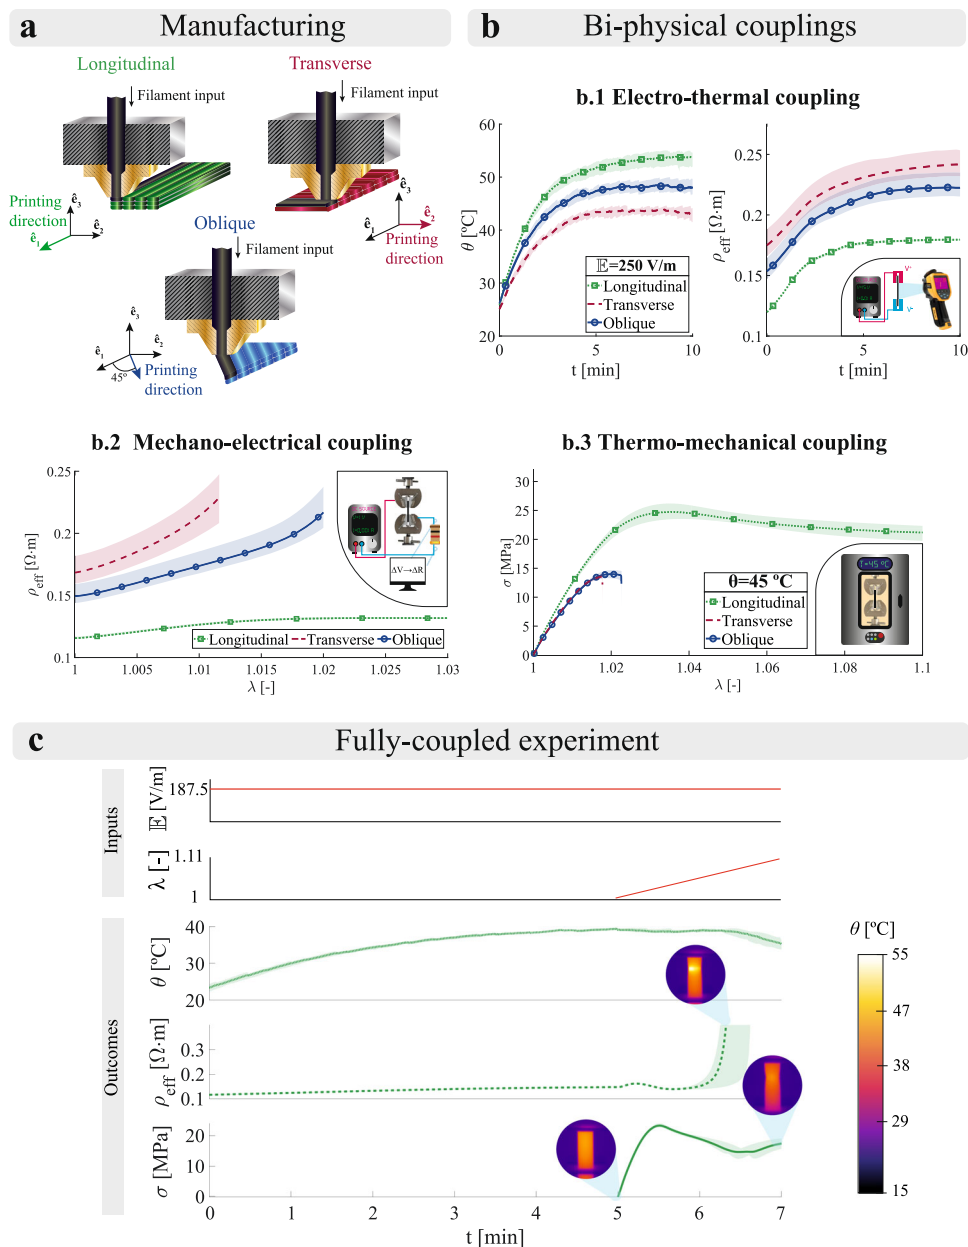 a Manufacturing
Longitudinal
Filament input
Printing
direction
ê1
ê2
ê3
Transverse
Filament input
ê3
ê1
ê2
Printing
direction
Oblique
Filament input
ê3
ê1
ê2
45º
Printing
direction
b Bi-physical couplings
b.1 Electro-thermal coupling
θ [ºC]
60
50
40
30
20
0
5
10
t [min]
𝔼=250 V/m
Longitudinal
Transverse
Oblique
ρeff [Ω·m]
0.25
0.2
0.15
0.1
0
5
10
t [min]
V+
V-
b.2 Mechano-electrical coupling
ρeff [Ω·m]
0.25
0.2
0.15
0.1
1
1.005
1.01
1.015
1.02
1.025
1.03
λ [-]
Longitudinal
Transverse
Oblique
ΔV→ΔR
b.3 Thermo-mechanical coupling
σ [MPa]
30
25
20
15
10
5
0
1
1.02
1.04
1.06
1.08
1.1
λ [-]
θ=45 ºC
Longitudinal
Transverse
Oblique
T=45 ºC
c Fully-coupled experiment
Inputs
𝔼 [V/m]
187.5
λ [-]
1.11
1
Outcomes
θ [ºC]
40
30
20
ρeff [Ω·m]
0.3
0.2
0.1
σ [MPa]
20
10
0
0
1
2
3
4
5
6
7
t [min]
θ [ºC]
55
47
38
29
21
15